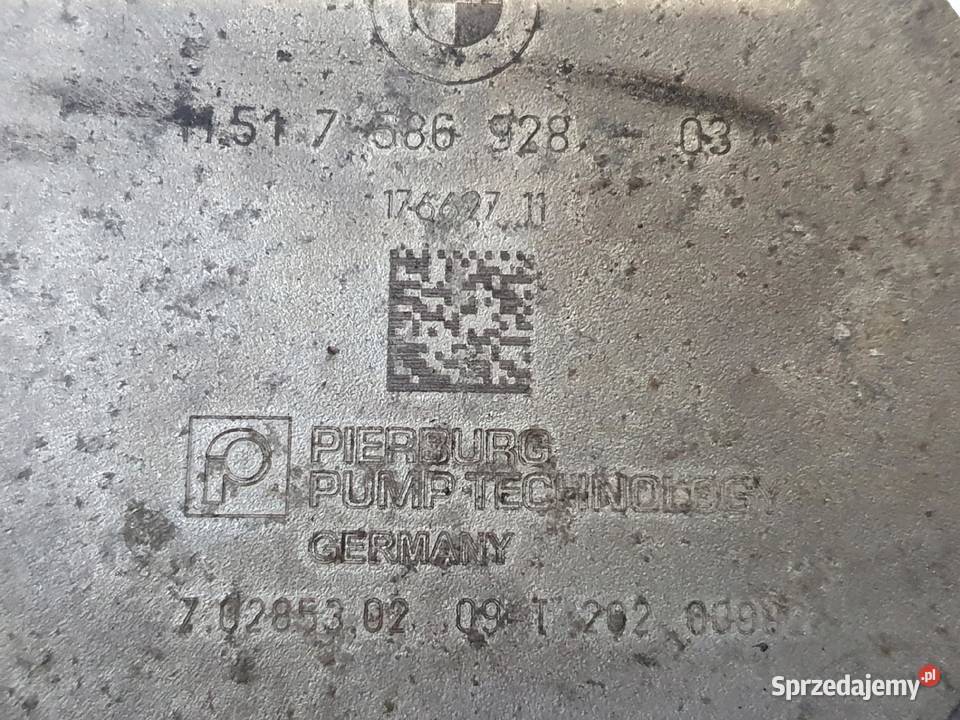 11.51 7 586 928 - 03
176627 11
PIERBURG
PUMP TECHNOLOGY
GERMANY
7.02853.02 09-T 202
Sprzedajemy.pl